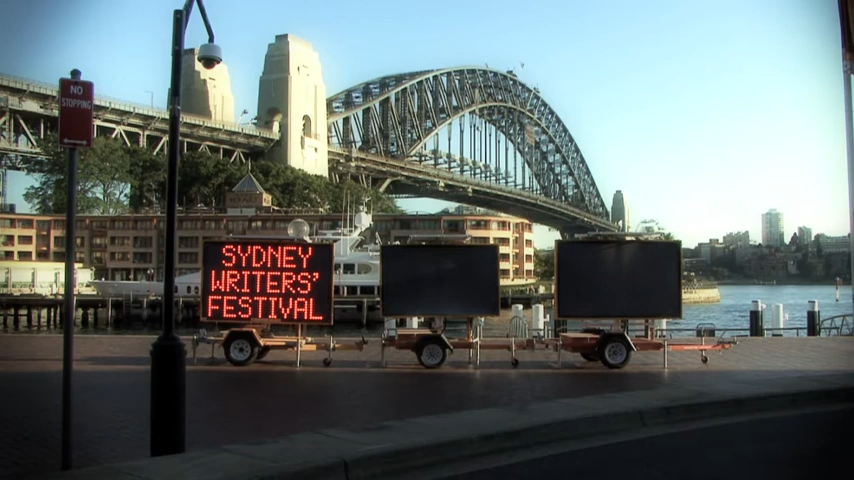 NO
STOPPING
SYDNEY
WRITERS'
FESTIVAL